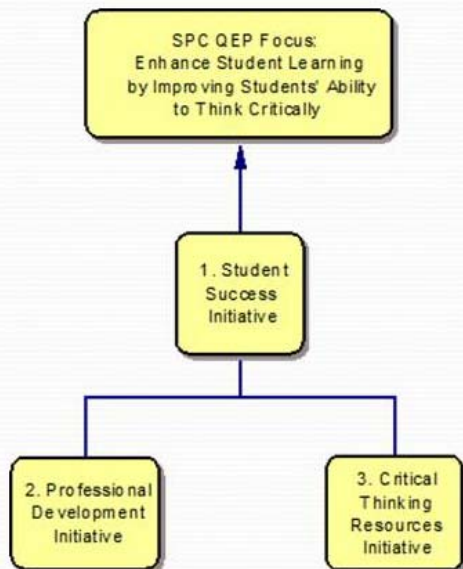 SPC QEP Focus:
Enhance Student Learning
by Improving Students' Ability
to Think Critically
1. Student
Success
Initiative
2. Professional
Development
Initiative
3. Critical
Thinking
Resources
Initiative